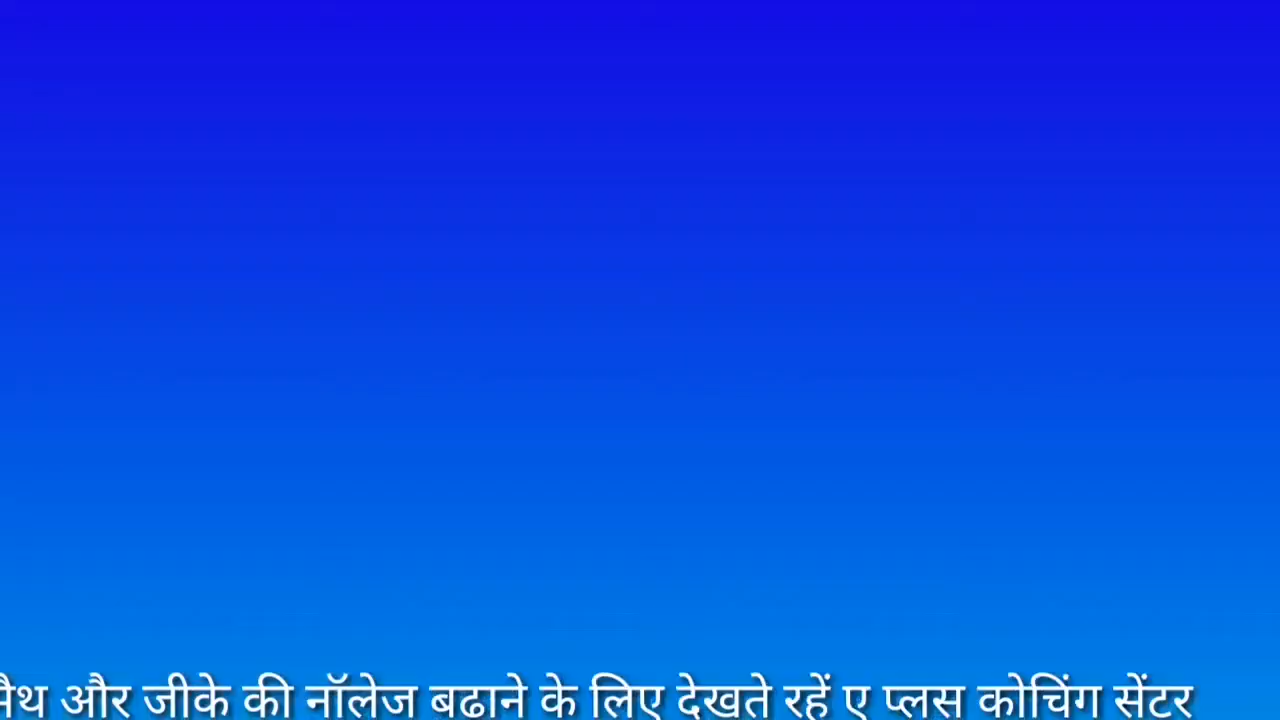 मैथ और जीके की नॉलेज बढाने के लिए देखते रहें ए प्लस कोचिंग सेंटर